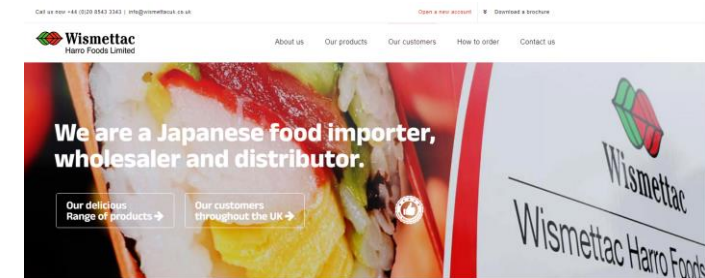 Call us now +44 (0)20 8543 3343 | info@wismettacuk.co.uk
Open a new account
Download a brochure
Wismettac
Harro Foods Limited
About us
Our products
Our customers
How to order
Contact us
We are a Japanese food importer,
wholesaler and distributor.
Our delicious
Range of products →
Our customers
throughout the UK →
Wismettac
Wismettac Harro Foods